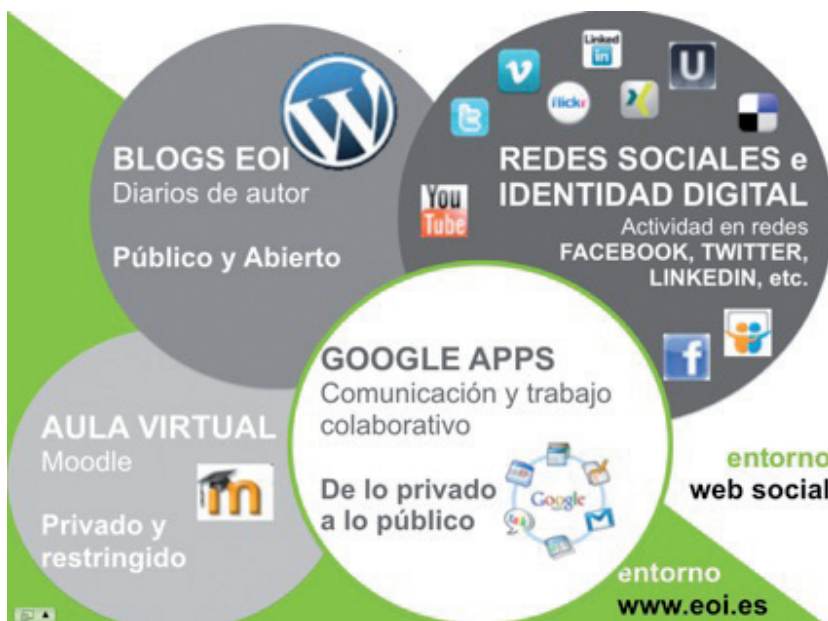 BLOGS EOI
Diarios de autor
Público y Abierto
W
Linked
in
v
U
t
flickr
You
Tube
REDES SOCIALES e
IDENTIDAD DIGITAL
Actividad en redes
FACEBOOK, TWITTER,
LINKEDIN, etc.
f
AULA VIRTUAL
Moodle
m
Privado y
restringido
GOOGLE APPS
Comunicación y trabajo
colaborativo
De lo privado
a lo público
Google
entorno
web social
entorno
www.eoi.es